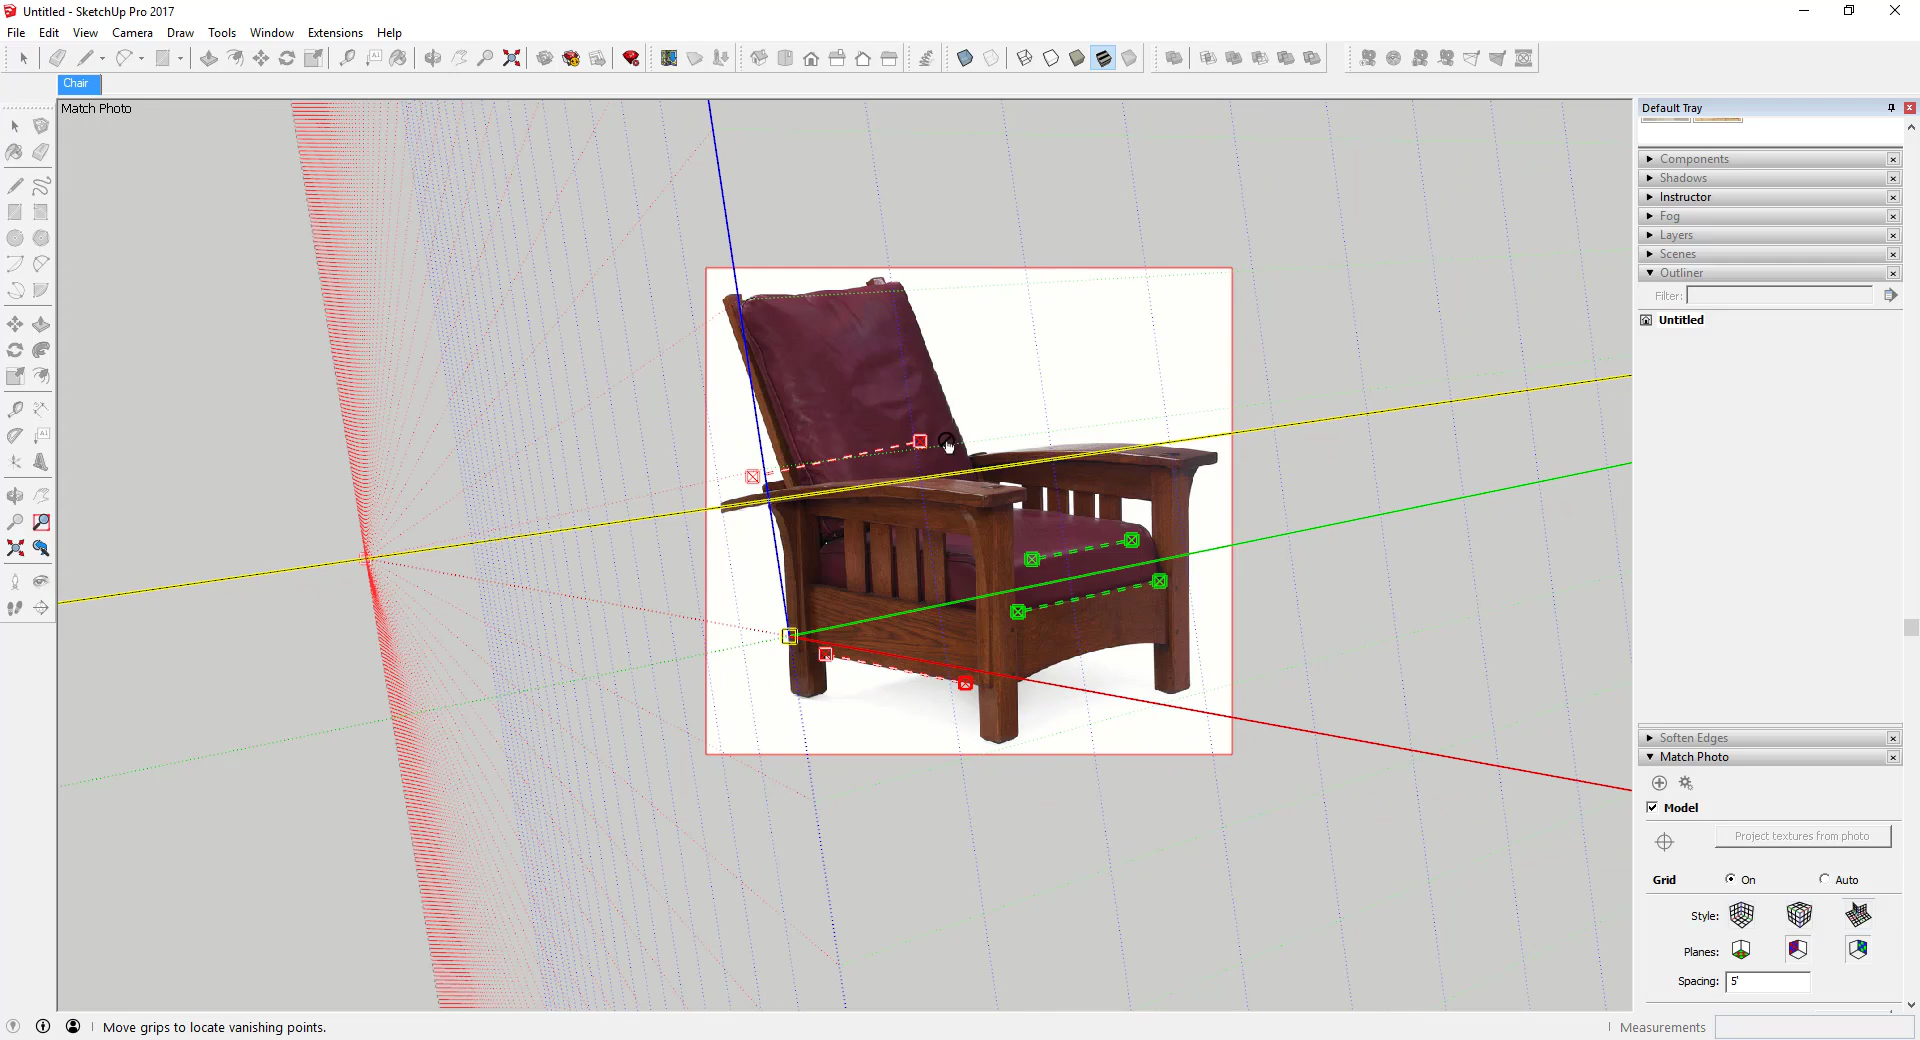 Untitled - SketchUp Pro 2017
File Edit View Camera Draw Tools Window Extensions Help
Chair
Match Photo
Default Tray
Components
Shadows
Instructor
Fog
Layers
Scenes
Outliner
Filter:
Untitled
Soften Edges
Match Photo
Model
Project textures from photo
Grid On Auto
Style:
Planes:
Spacing: 5'
Move grips to locate vanishing points.
Measurements